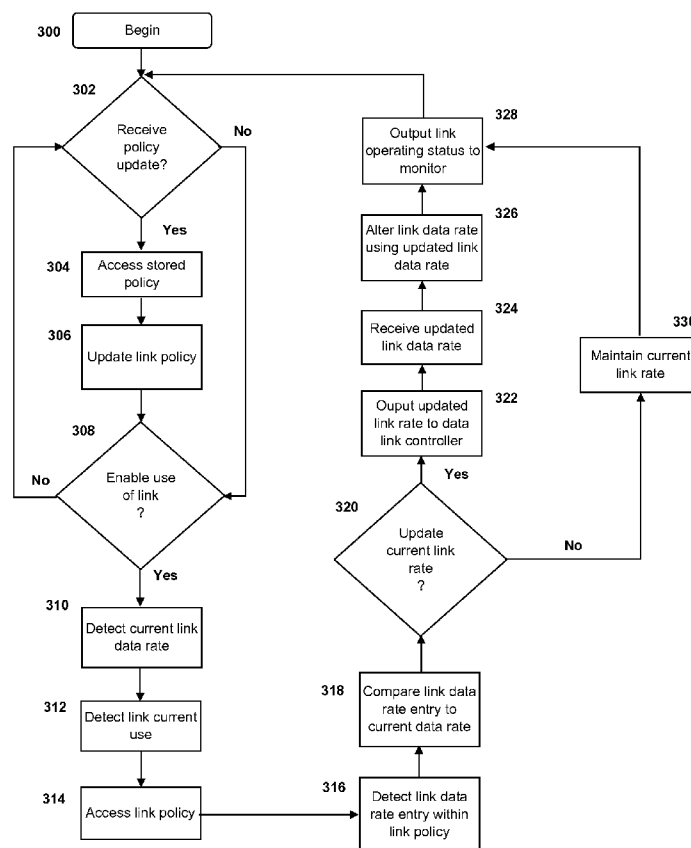 300
Begin
302
Receive
policy
update?
No
Yes
304
Access stored
policy
306
Update link policy
308
Enable use
of link
?
No
Yes
310
Detect current link
data rate
312
Detect link current
use
314
Access link policy
316
Detect link data
rate entry within
link policy
318
Compare link data
rate entry to
current data rate
320
Update
current link
rate
?
Yes
No
322
Ouput updated
link rate to data
link controller
324
Receive updated
link data rate
326
Alter link data rate
using updated link
data rate
328
Output link
operating status to
monitor
330
Maintain current
link rate